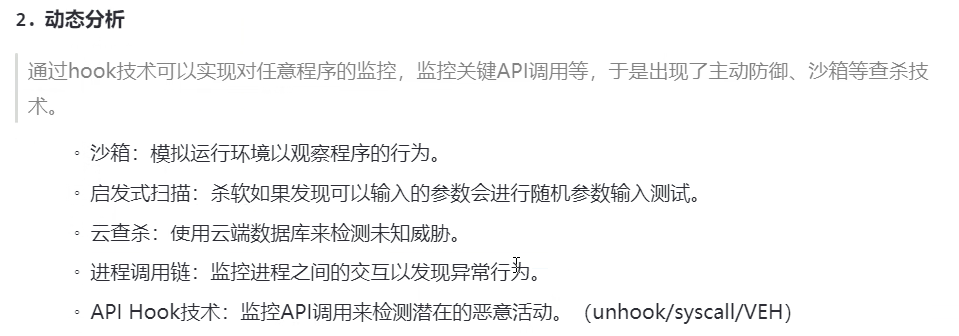 2. 动态分析
通过hook技术可以实现对任意程序的监控，监控关键API调用等，于是出现了主动防御、沙箱等查杀技
术。
◦ 沙箱：模拟运行环境以观察程序的行为。
◦ 启发式扫描：杀软如果发现可以输入的参数会进行随机参数输入测试。
◦ 云查杀：使用云端数据库来检测未知威胁。
◦ 进程调用链：监控进程之间的交互以发现异常行为。
◦ API Hook技术：监控API调用来检测潜在的恶意活动。（unhook/syscall/VEH）